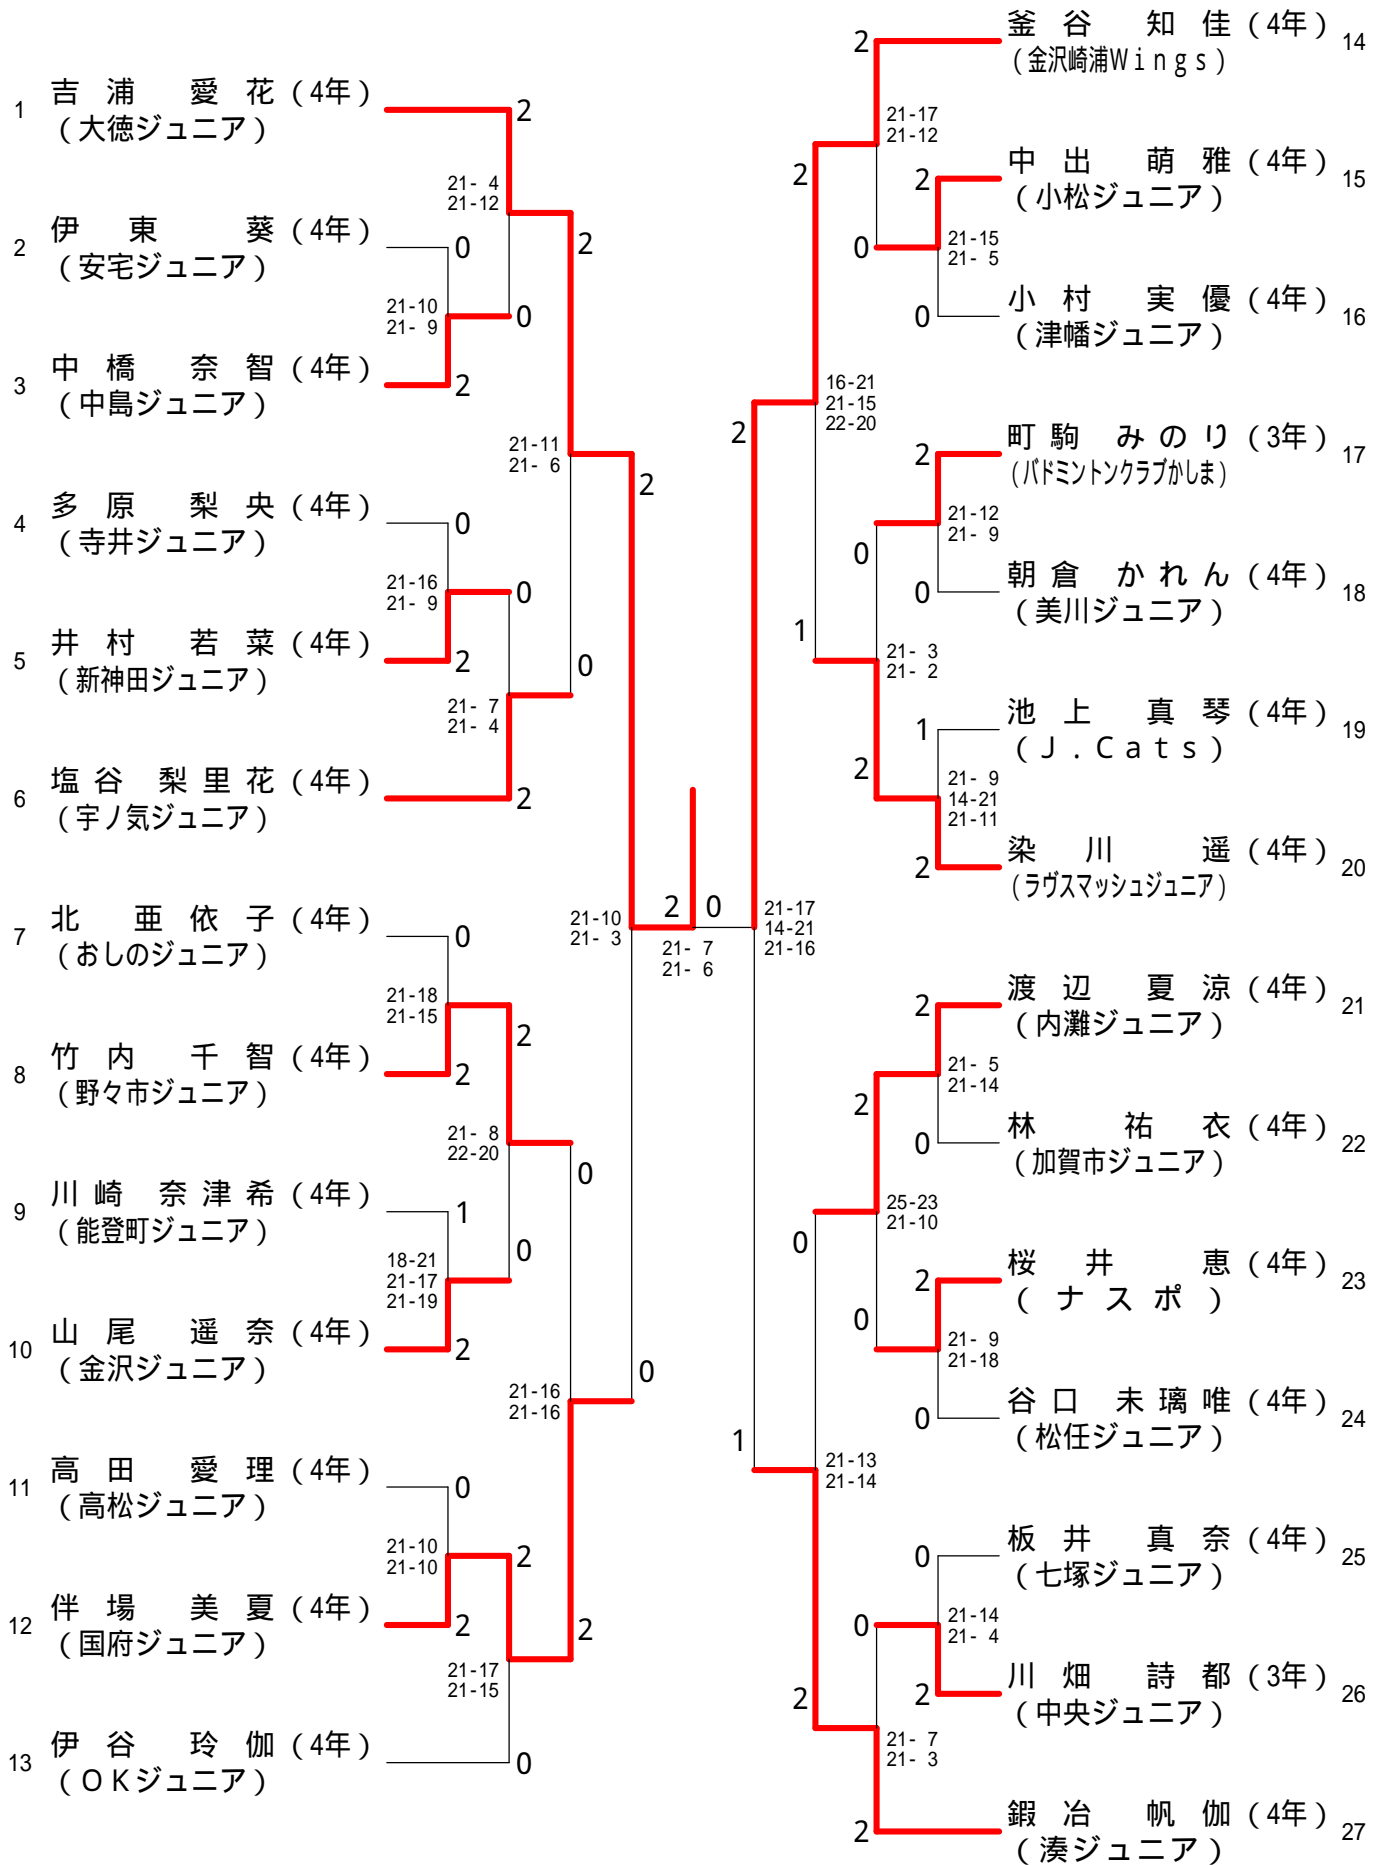 1 吉浦 愛花 (4年)
(大徳ジュニア)
2
21- 4
21-12
2 伊東 葵 (4年)
(安宅ジュニア)
0
2
21-10
21- 9
0
3 中橋 奈智 (4年)
(中島ジュニア)
2
21-11
21- 6
2
4 多原 梨央 (4年)
(寺井ジュニア)
0
21-16
21- 9
0
5 井村 若菜 (4年)
(新神田ジュニア)
2
0
21- 7
21- 4
6 塩谷 梨里花 (4年)
(宇ノ気ジュニア)
2
7 北 亜依子 (4年)
(おしのジュニア)
0
21-10
21- 3
21-18
21-15
2
8 竹内 千智 (4年)
(野々市ジュニア)
2
21- 8
22-20
0
9 川崎 奈津希 (4年)
(能登町ジュニア)
1
0
18-21
21-17
21-19
10 山尾 遥奈 (4年)
(金沢ジュニア)
2
21-16
21-16
0
11 高田 愛理 (4年)
(高松ジュニア)
0
21-10
21-10
2
12 伴場 美夏 (4年)
(国府ジュニア)
2
2
21-17
21-15
13 伊谷 玲伽 (4年)
(OKジュニア)
0
2 0
21- 7
21- 6
2
釜谷 知佳 (4年) 14
(金沢崎浦Wings)
21-17
21-12
2
2
中出 萌雅 (4年) 15
(小松ジュニア)
0
21-15
21- 5
0
小村 実優 (4年) 16
(津幡ジュニア)
2
16-21
21-15
22-20
2
町駒 みのり (3年) 17
(バドミントンクラブかしま)
21-12
21- 9
0
0
朝倉 かれん (4年) 18
(美川ジュニア)
1
21- 3
21- 2
1
池上 真琴 (4年) 19
(J.Cats)
2
21- 9
14-21
21-11
2
染川 遥 (4年) 20
(ラヴスマッシュジュニア)
21-17
14-21
21-16
2
渡辺 夏涼 (4年) 21
(内灘ジュニア)
21- 5
21-14
2
0
林 祐衣 (4年) 22
(加賀市ジュニア)
25-23
21-10
0
2
桜井 恵 (4年) 23
(ナスポ)
0
21- 9
21-18
0
谷口 未璃唯 (4年) 24
(松任ジュニア)
1
21-13
21-14
0
板井 真奈 (4年) 25
(七塚ジュニア)
0
21-14
21- 4
2
川畑 詩都 (3年) 26
(中央ジュニア)
2
21- 7
21- 3
2
鍜冶 帆伽 (4年) 27
(湊ジュニア)